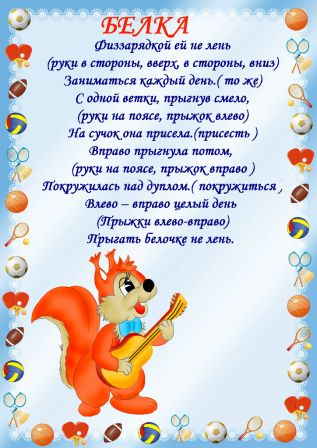 БЕЛКА
Физзарядкой ей не лень
(руки в стороны, вверх, в стороны, вниз)
Заниматься каждый день.( то же)
С одной ветки, прыгнув смело,
(руки на поясе, прыжок влево)
На сучок она присела.(присесть )
Вправо прыгнула потом,
(руки на поясе, прыжок вправо )
Покружилась над дуплом.( покружиться )
Влево – вправо целый день
(Прыжки влево-вправо)
Прыгать белочке не лень.